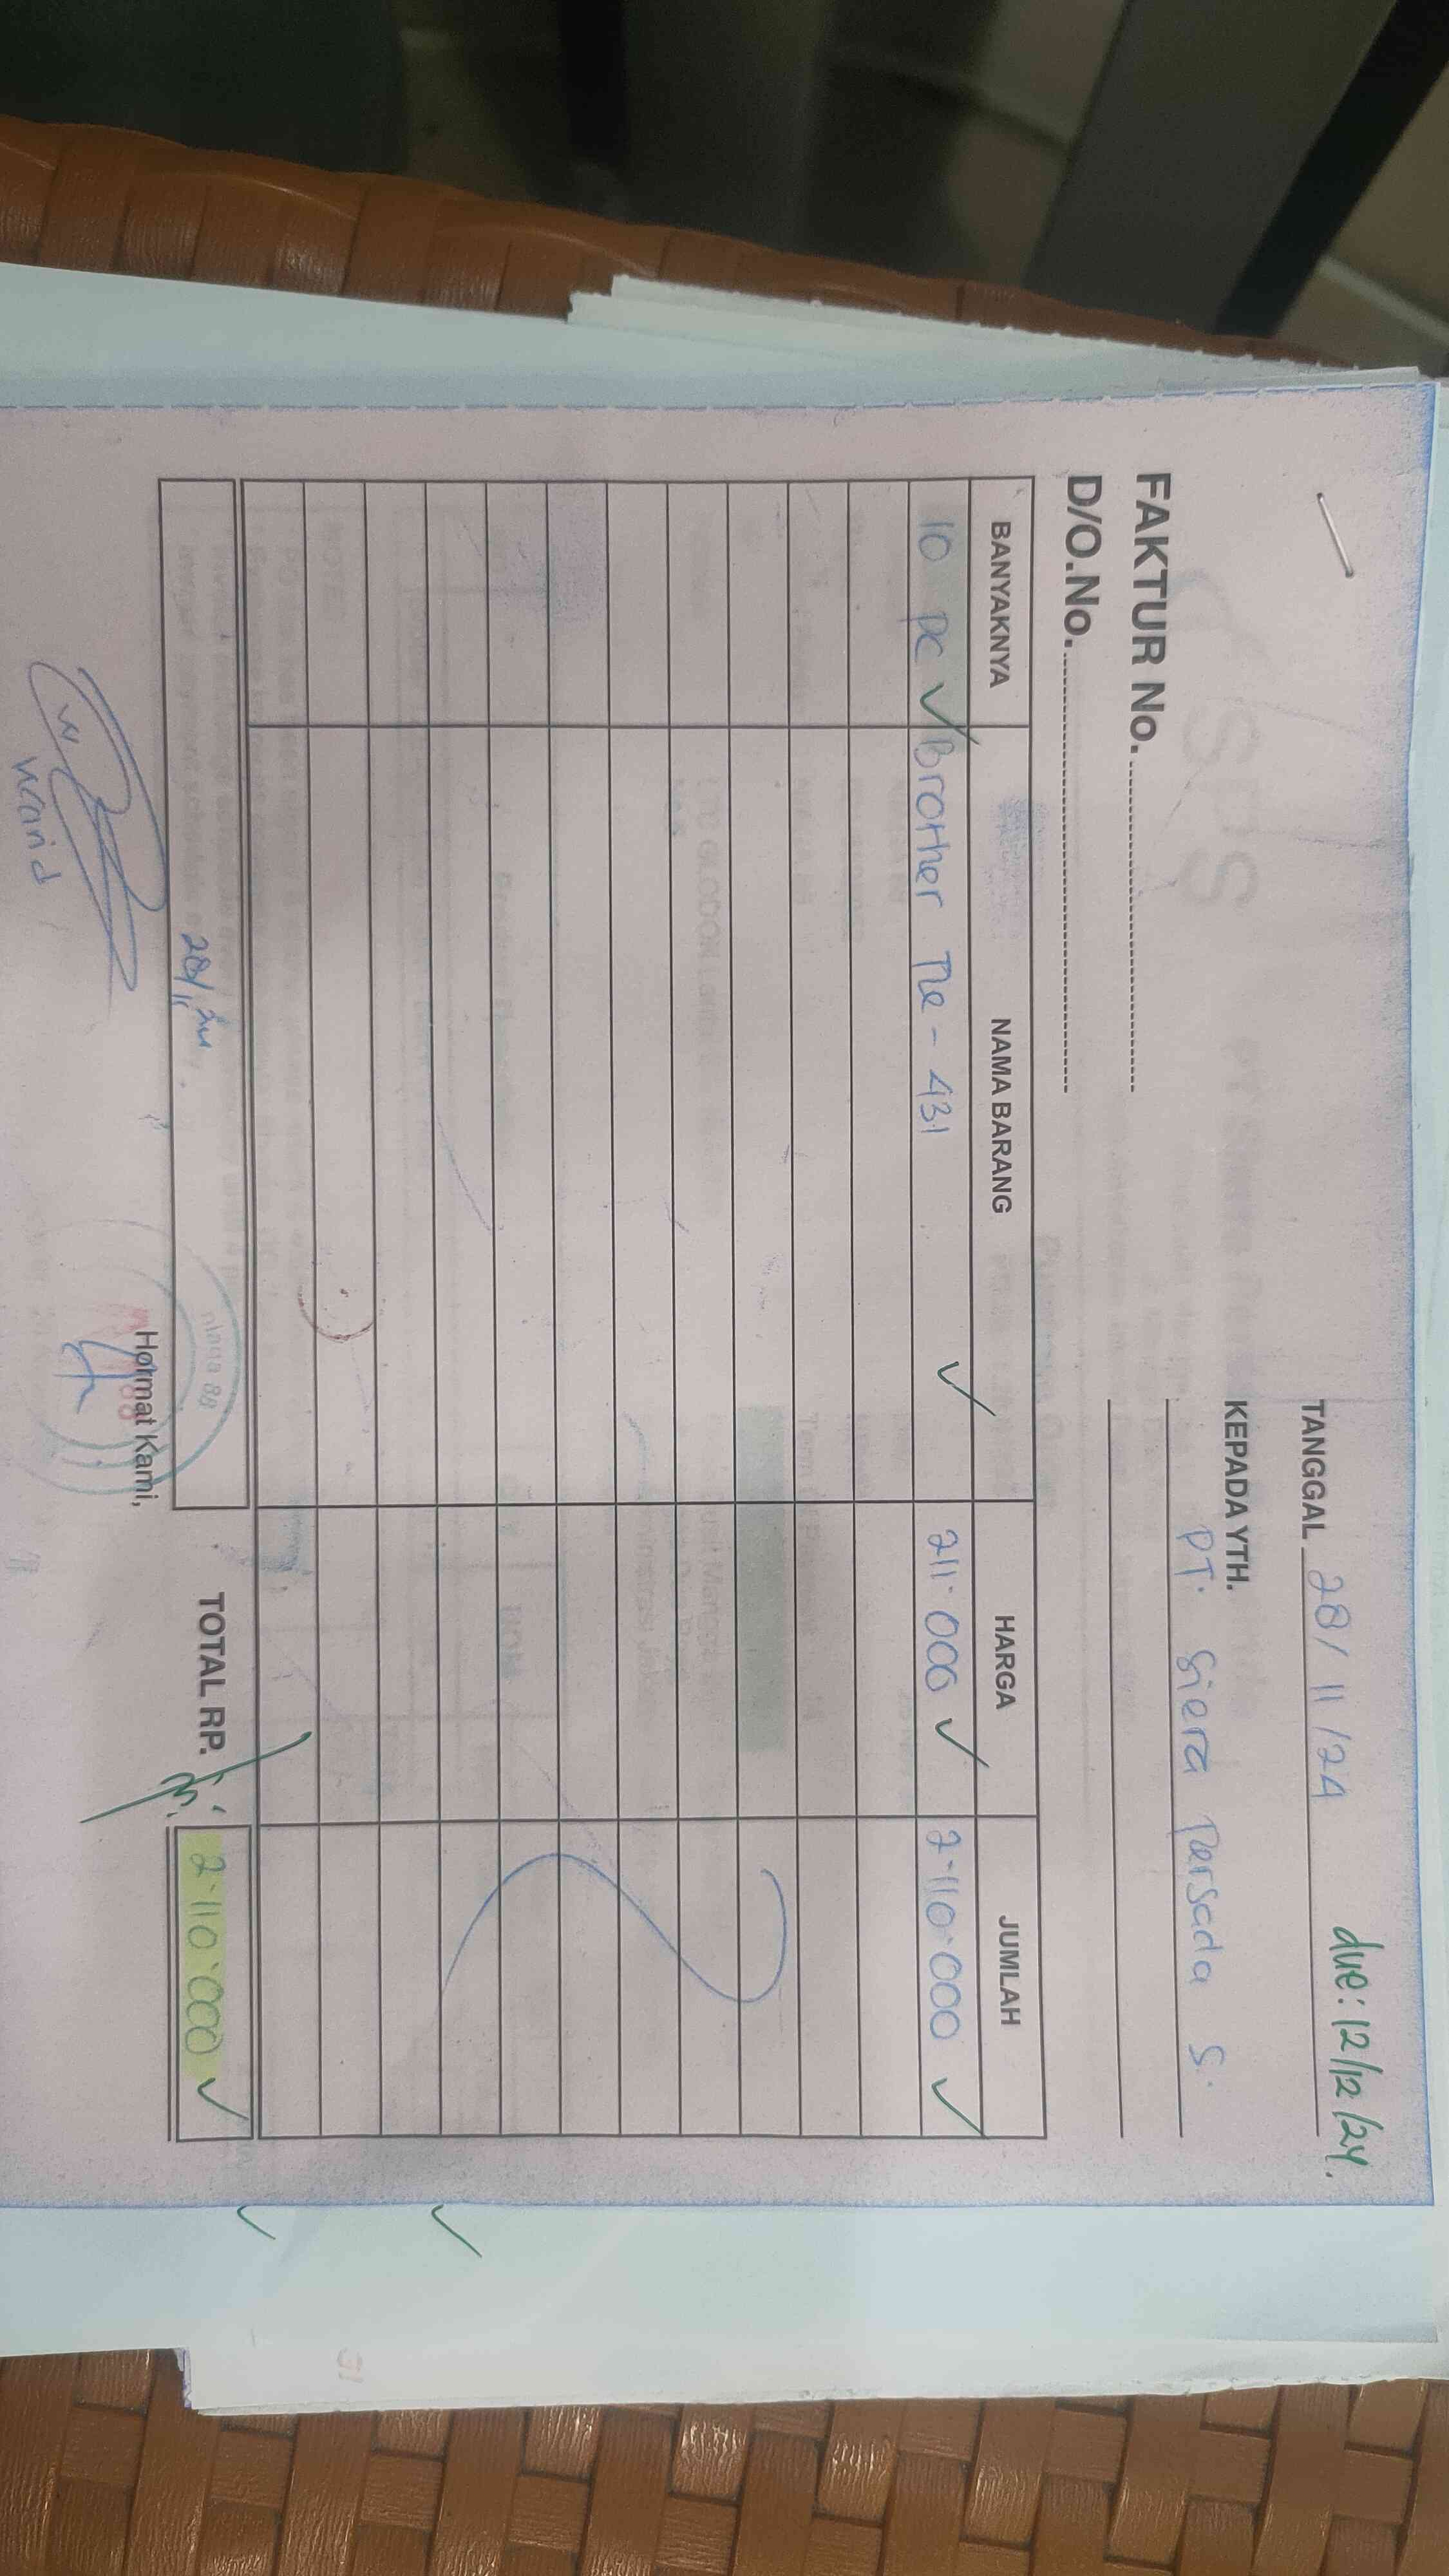 TANGGAL 28/11/24 due: 12/12/24.
KEPADA YTH.
PT. Siera Persada S.
FAKTUR No.
D/O.No.
BANYAKNYA NAMA BARANG HARGA JUMLAH
10 pc Brother Tze - 431 211.000 2.110.000
TOTAL RP. 2.110.000
28/11/24
Hormat Kami,